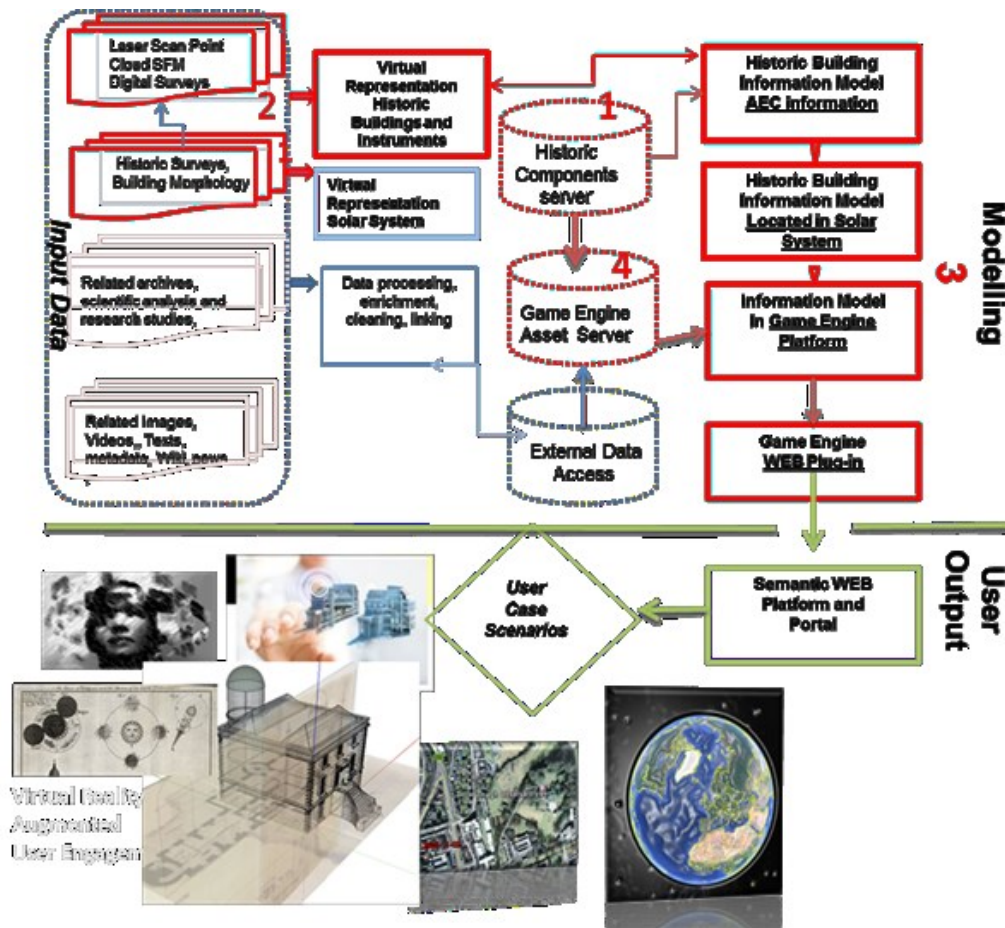 Laser Scan Point
Cloud SFM
Digital Surveys
2
Historic Surveys,
Building Morphology
Input Data
Related archives,
scientific analysis and
research studies,
Related Images,
Videos,, Texts,
metadata, Wiki, news
Virtual
Representation
Historic
Buildings and
Instruments
Virtual
Representation
Solar System
Data processing,
enrichment,
cleaning, linking
1
Historic
Components
server
4
Game Engine
Asset Server
External Data
Access
Historic Building
Information Model
AEC information
Historic Building
Information Model
Located in Solar
System
Information Model
in Game Engine
Platform
Game Engine
WEB Plug-in
3
Modelling
User
Output
Semantic WEB
Platform and
Portal
User
Case
Scenarios
Virtual Reality
Augmented
User Engagem